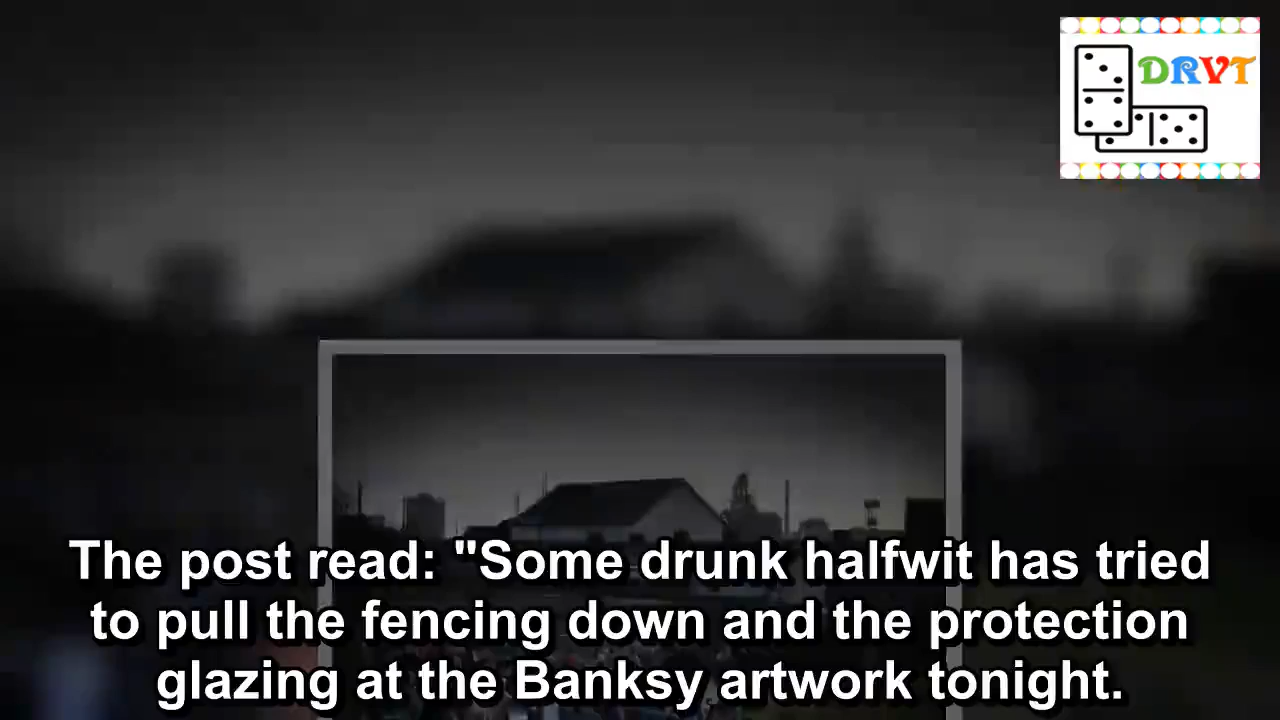 DRVT
The post read: "Some drunk halfwit has tried
to pull the fencing down and the protection
glazing at the Banksy artwork tonight.